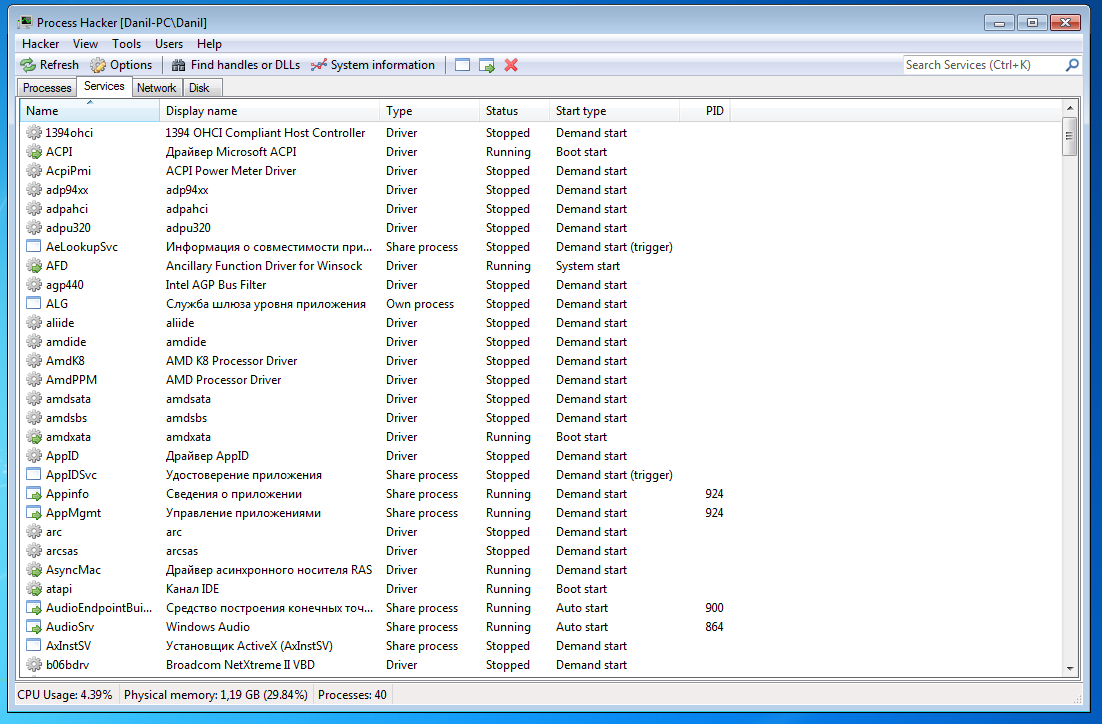 Process Hacker [Danil-PC\Danil]
Hacker View Tools Users Help
Refresh Options Find handles or DLLs System information Search Services (Ctrl+K)
Processes Services Network Disk
Name Display name Type Status Start type PID
1394ohci 1394 OHCI Compliant Host Controller Driver Stopped Demand start
ACPI Драйвер Microsoft ACPI Driver Running Boot start
AcpiPmi ACPI Power Meter Driver Driver Stopped Demand start
adp94xx adp94xx Driver Stopped Demand start
adpahci adpahci Driver Stopped Demand start
adpu320 adpu320 Driver Stopped Demand start
AeLookupSvc Информация о совместимости при... Share process Stopped Demand start (trigger)
AFD Ancillary Function Driver for Winsock Driver Running System start
agp440 Intel AGP Bus Filter Driver Stopped Demand start
ALG Служба шлюза уровня приложения Own process Stopped Demand start
aliide aliide Driver Stopped Demand start
amdide amdide Driver Stopped Demand start
AmdK8 AMD K8 Processor Driver Driver Stopped Demand start
AmdPPM AMD Processor Driver Driver Stopped Demand start
amdsata amdsata Driver Stopped Demand start
amdsbs amdsbs Driver Stopped Demand start
amdxata amdxata Driver Running Boot start
AppID Драйвер AppID Driver Stopped Demand start
AppIDSvc Удостоверение приложения Share process Stopped Demand start (trigger)
Appinfo Сведения о приложении Share process Running Demand start 924
AppMgmt Управление приложениями Share process Running Demand start 924
arc arc Driver Stopped Demand start
arcsas arcsas Driver Stopped Demand start
AsyncMac Драйвер асинхронного носителя RAS Driver Running Demand start
atapi Канал IDE Driver Running Boot start
AudioEndpointBui... Средство построения конечных точ... Share process Running Auto start 900
AudioSrv Windows Audio Share process Running Auto start 864
AxInstSV Установщик ActiveX (AxInstSV) Share process Stopped Demand start
b06bdrv Broadcom NetXtreme II VBD Driver Stopped Demand start
CPU Usage: 4.39% Physical memory: 1,19 GB (29.84%) Processes: 40